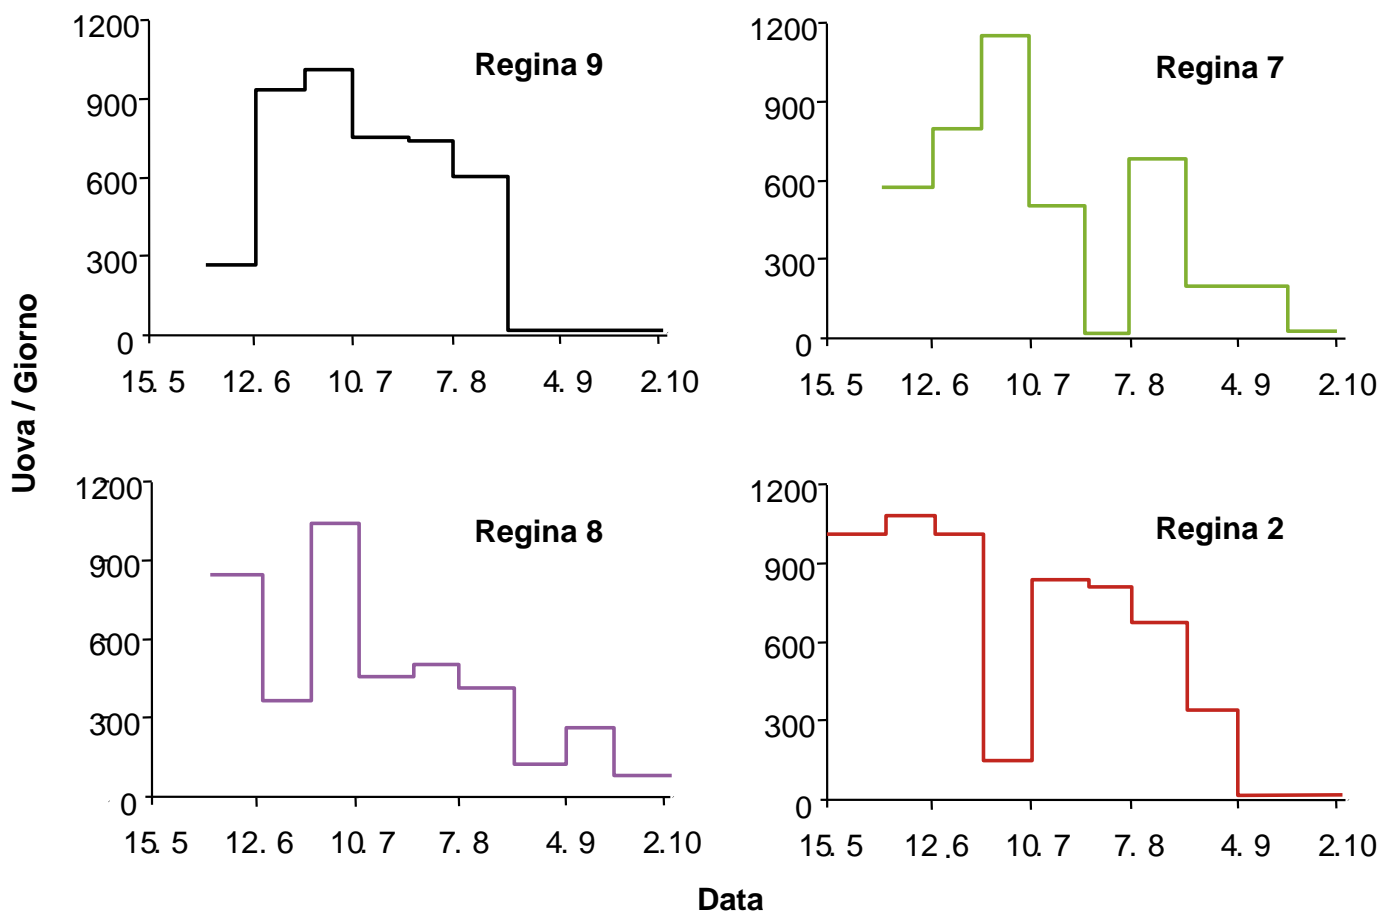 Uova / Giorno
Regina 9
1200
900
600
300
0
15. 5 12. 6 10. 7 7. 8 4. 9 2.10
Regina 7
1200
900
600
300
0
15. 5 12. 6 10. 7 7. 8 4. 9 2.10
Regina 8
1200
900
600
300
0
15. 5 12. 6 10. 7 7. 8 4. 9 2.10
Regina 2
1200
900
600
300
0
15. 5 12 .6 10. 7 7. 8 4. 9 2.10
Data